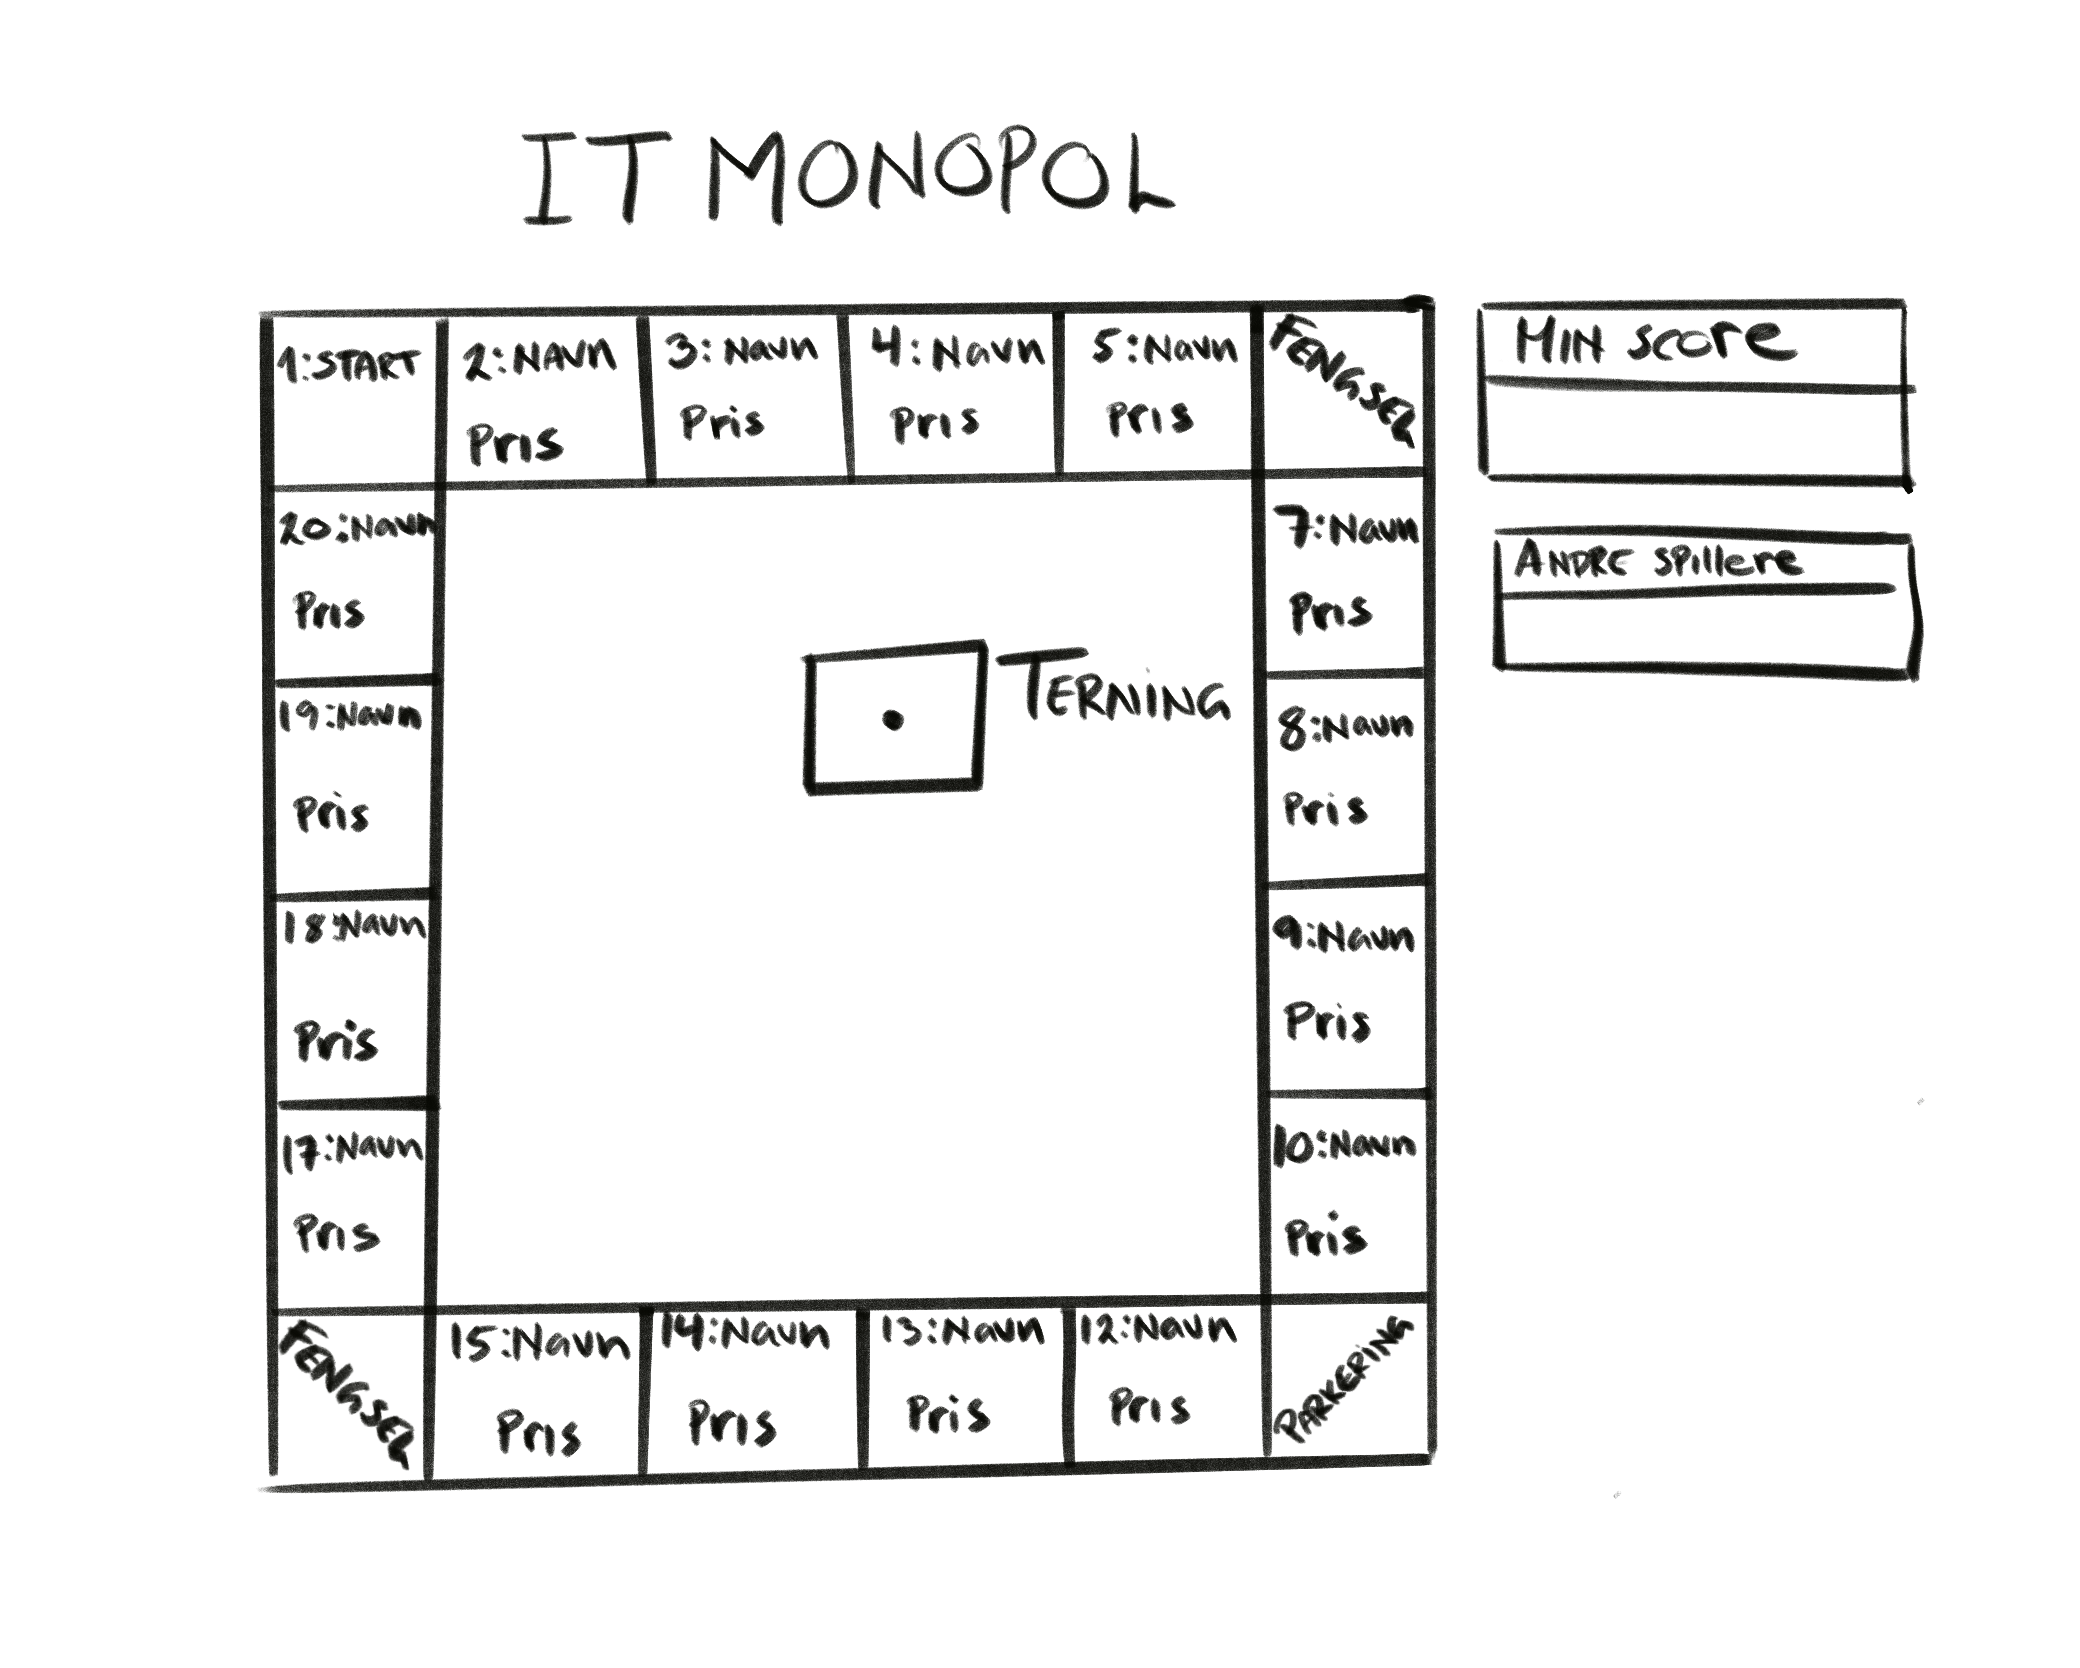 IT MONOPOL
1:START
2:NAVN
Pris
3: Navn
Pris
4: Navn
Pris
5: Navn
Pris
FENGSEL
MIN score
ANDRE SPillere
20:Navn
Pris
7:Navn
Pris
TERNING
19:Navn
Pris
8:Navn
Pris
18:Navn
Pris
9:Navn
Pris
17:Navn
Pris
10:Navn
Pris
FENGSEL
15:Navn
Pris
14:Navn
Pris
13:Navn
Pris
12:Navn
Pris
PARKERING